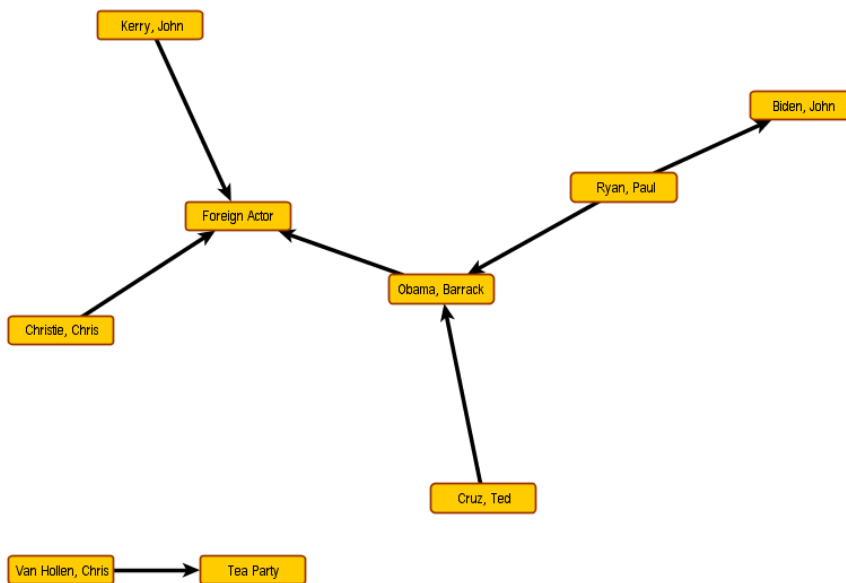 Kerry, John
Biden, John
Ryan, Paul
Foreign Actor
Obama, Barrack
Christie, Chris
Cruz, Ted
Van Hollen, Chris
Tea Party